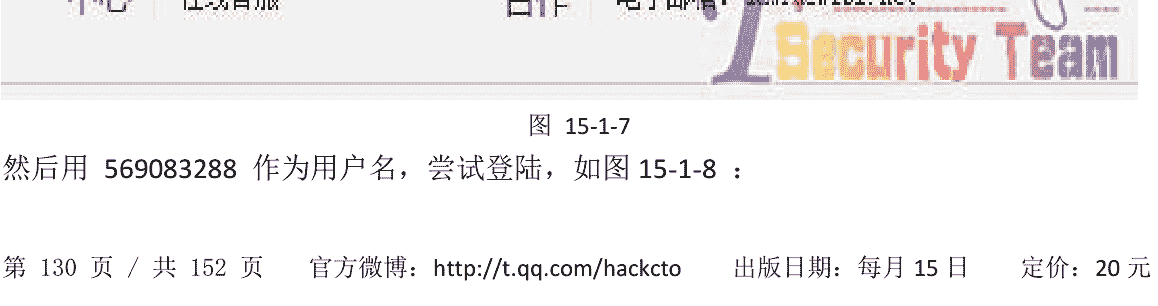 Security Team
图 15-1-7
然后用 569083288 作为用户名，尝试登陆，如图 15-1-8 ：
第 130 页 / 共 152 页 官方微博：http://t.qq.com/hackcto 出版日期：每月 15 日 定价：20 元